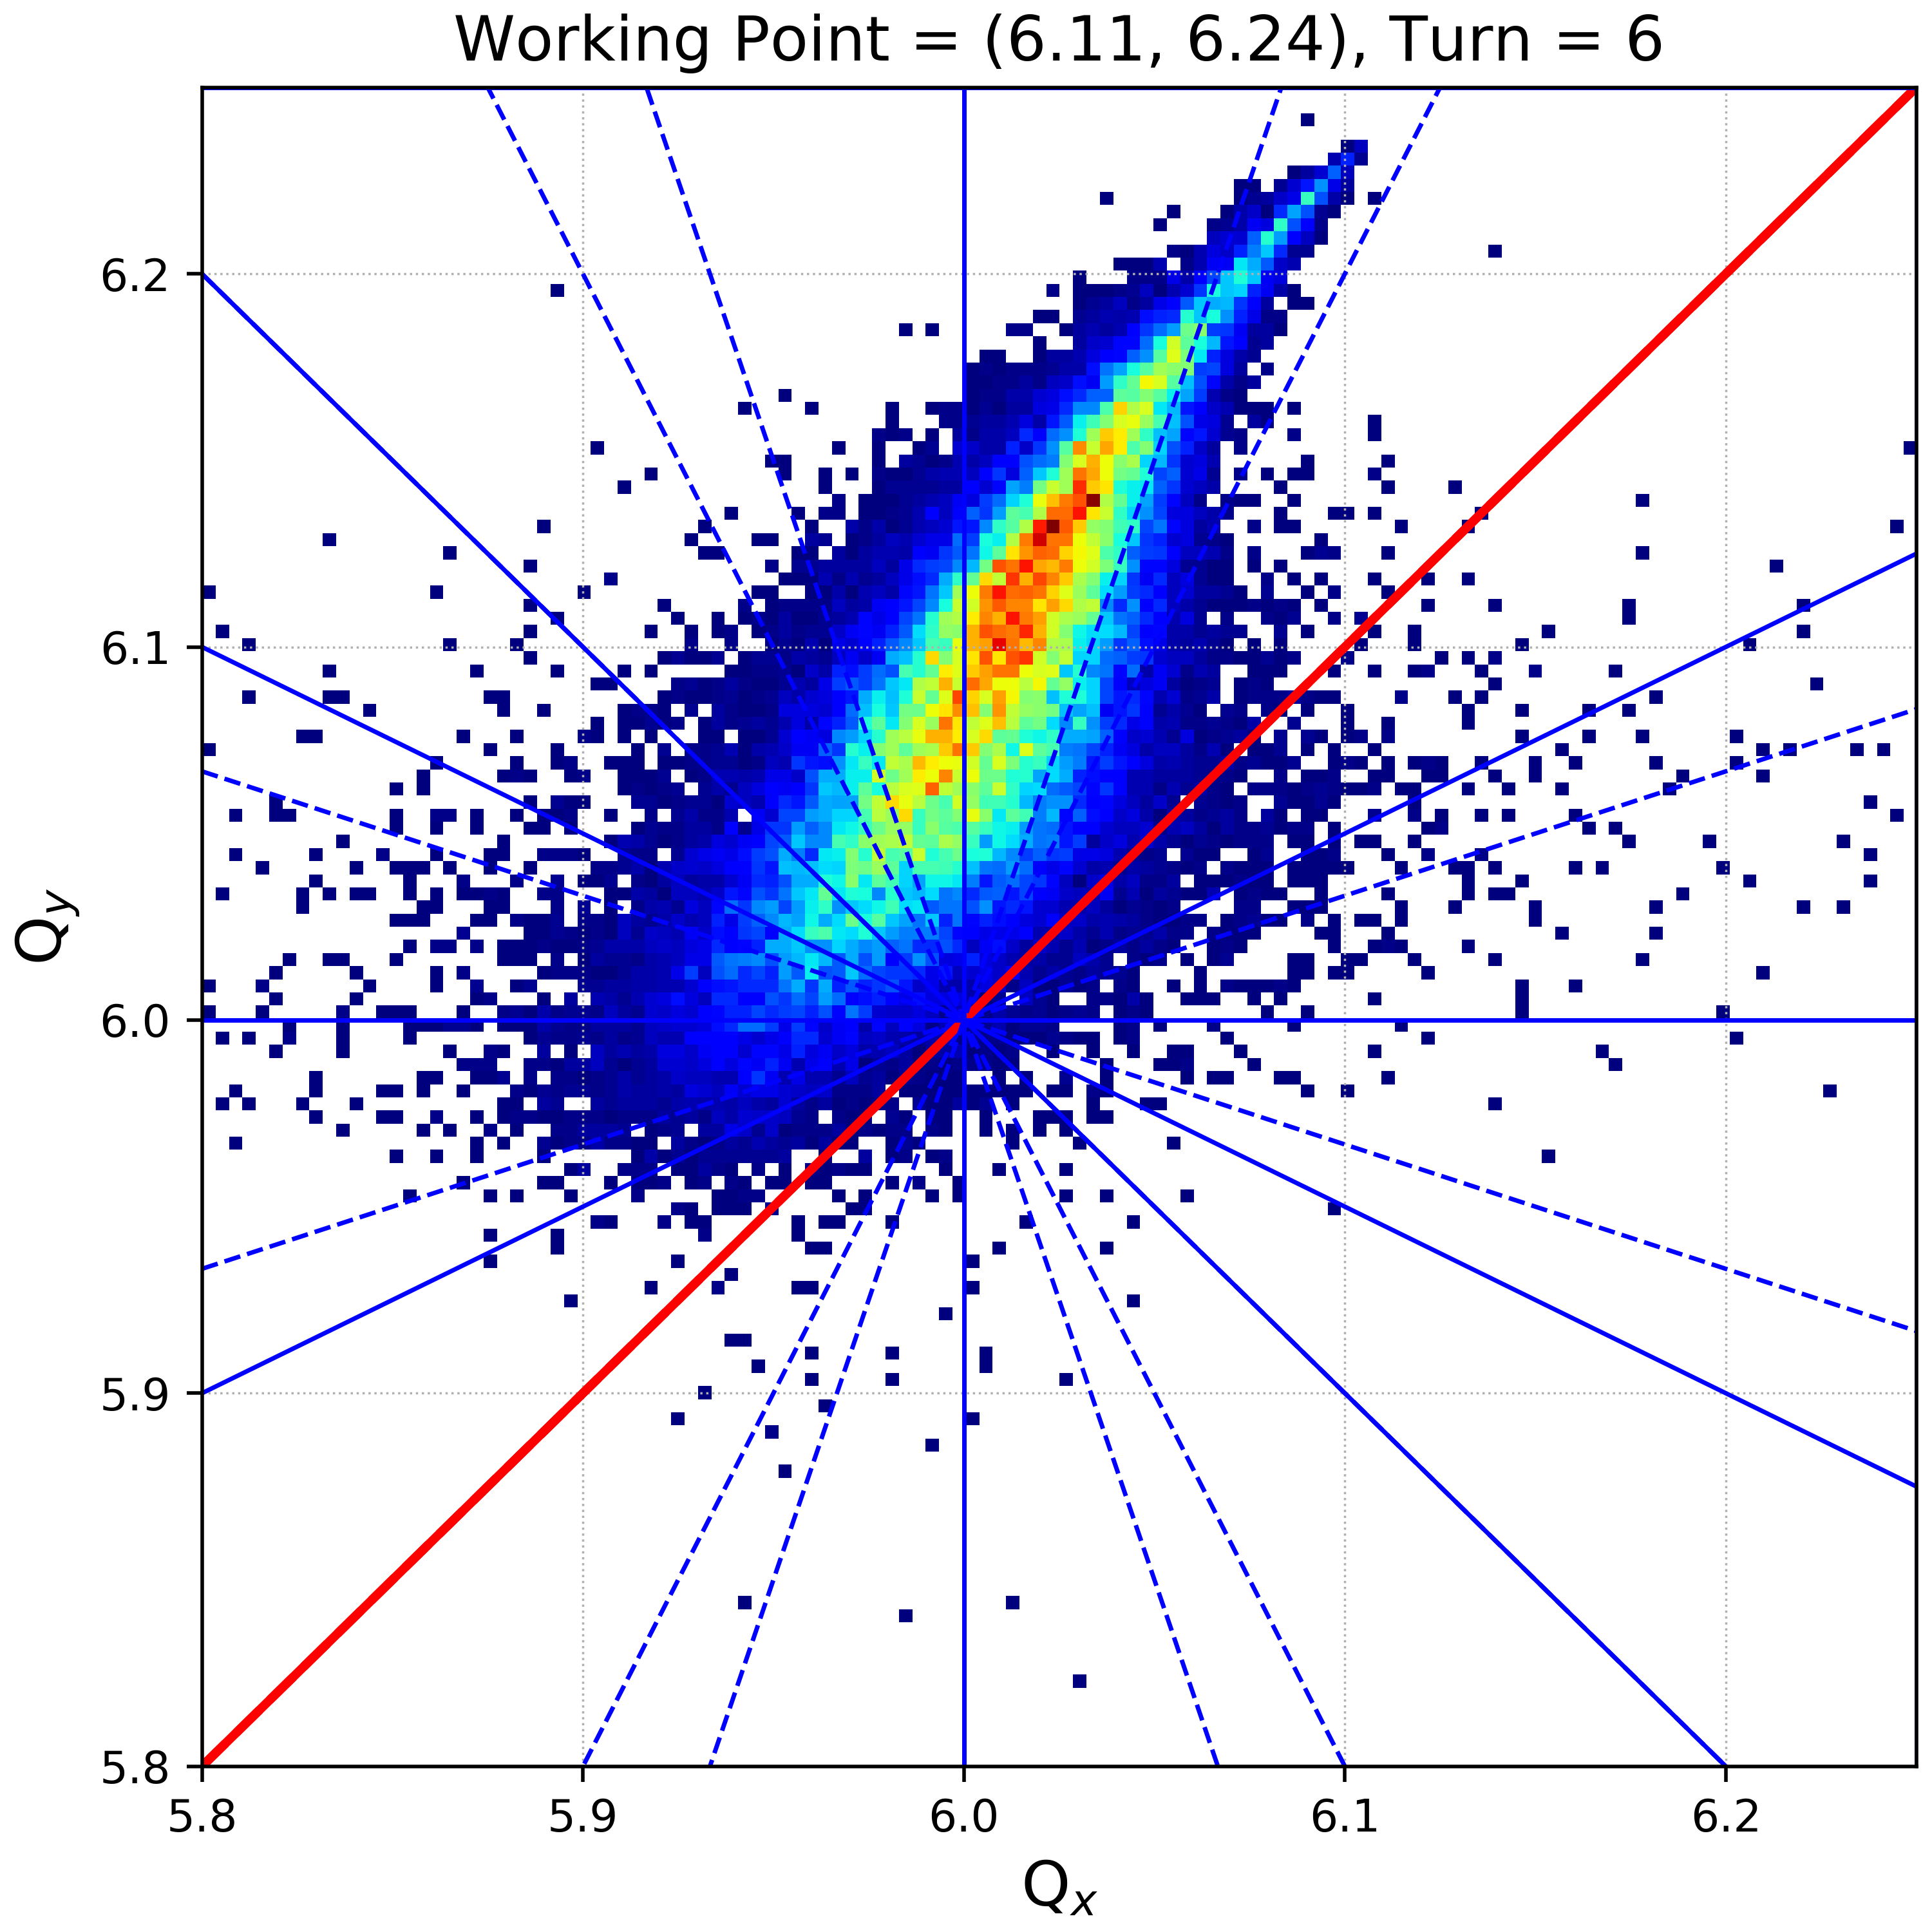 Working Point = (6.11, 6.24), Turn = 6
6.2
6.1
6.0
5.9
5.8
Qy
5.8 5.9 6.0 6.1 6.2
Qx